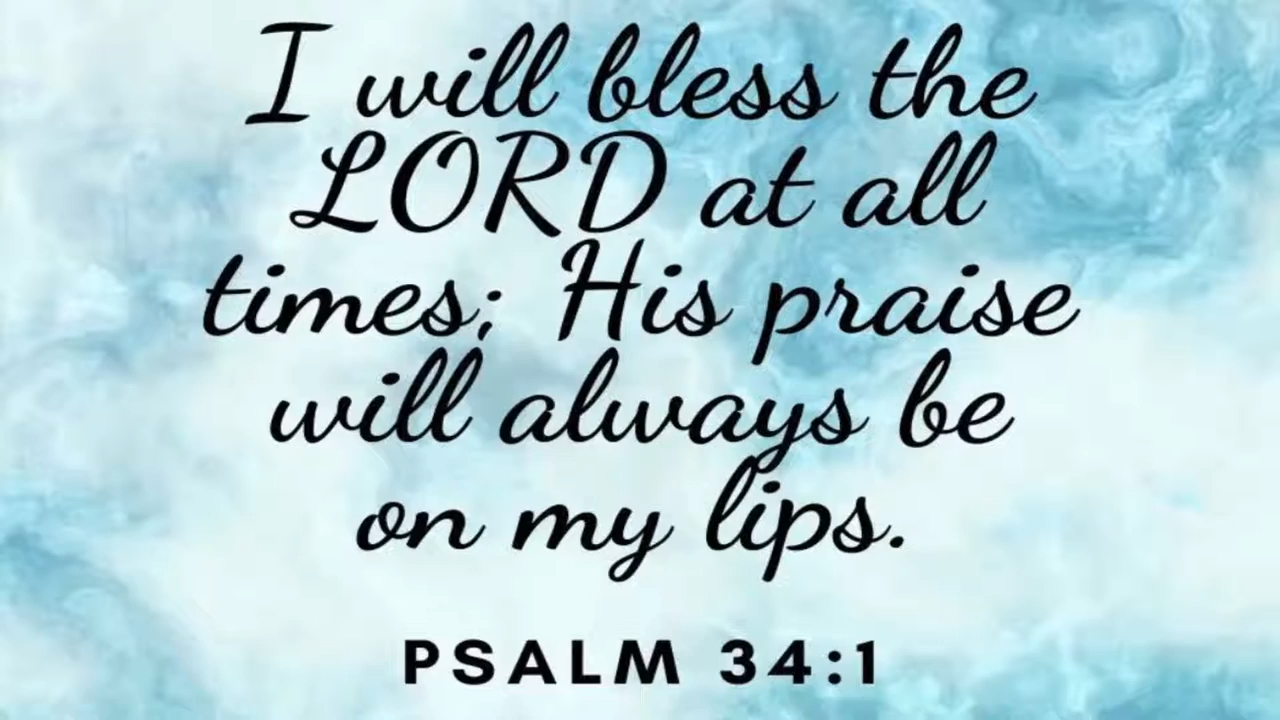 I will bless the
LORD at all
times; His praise
will always be
on my lips.
PSALM 34:1